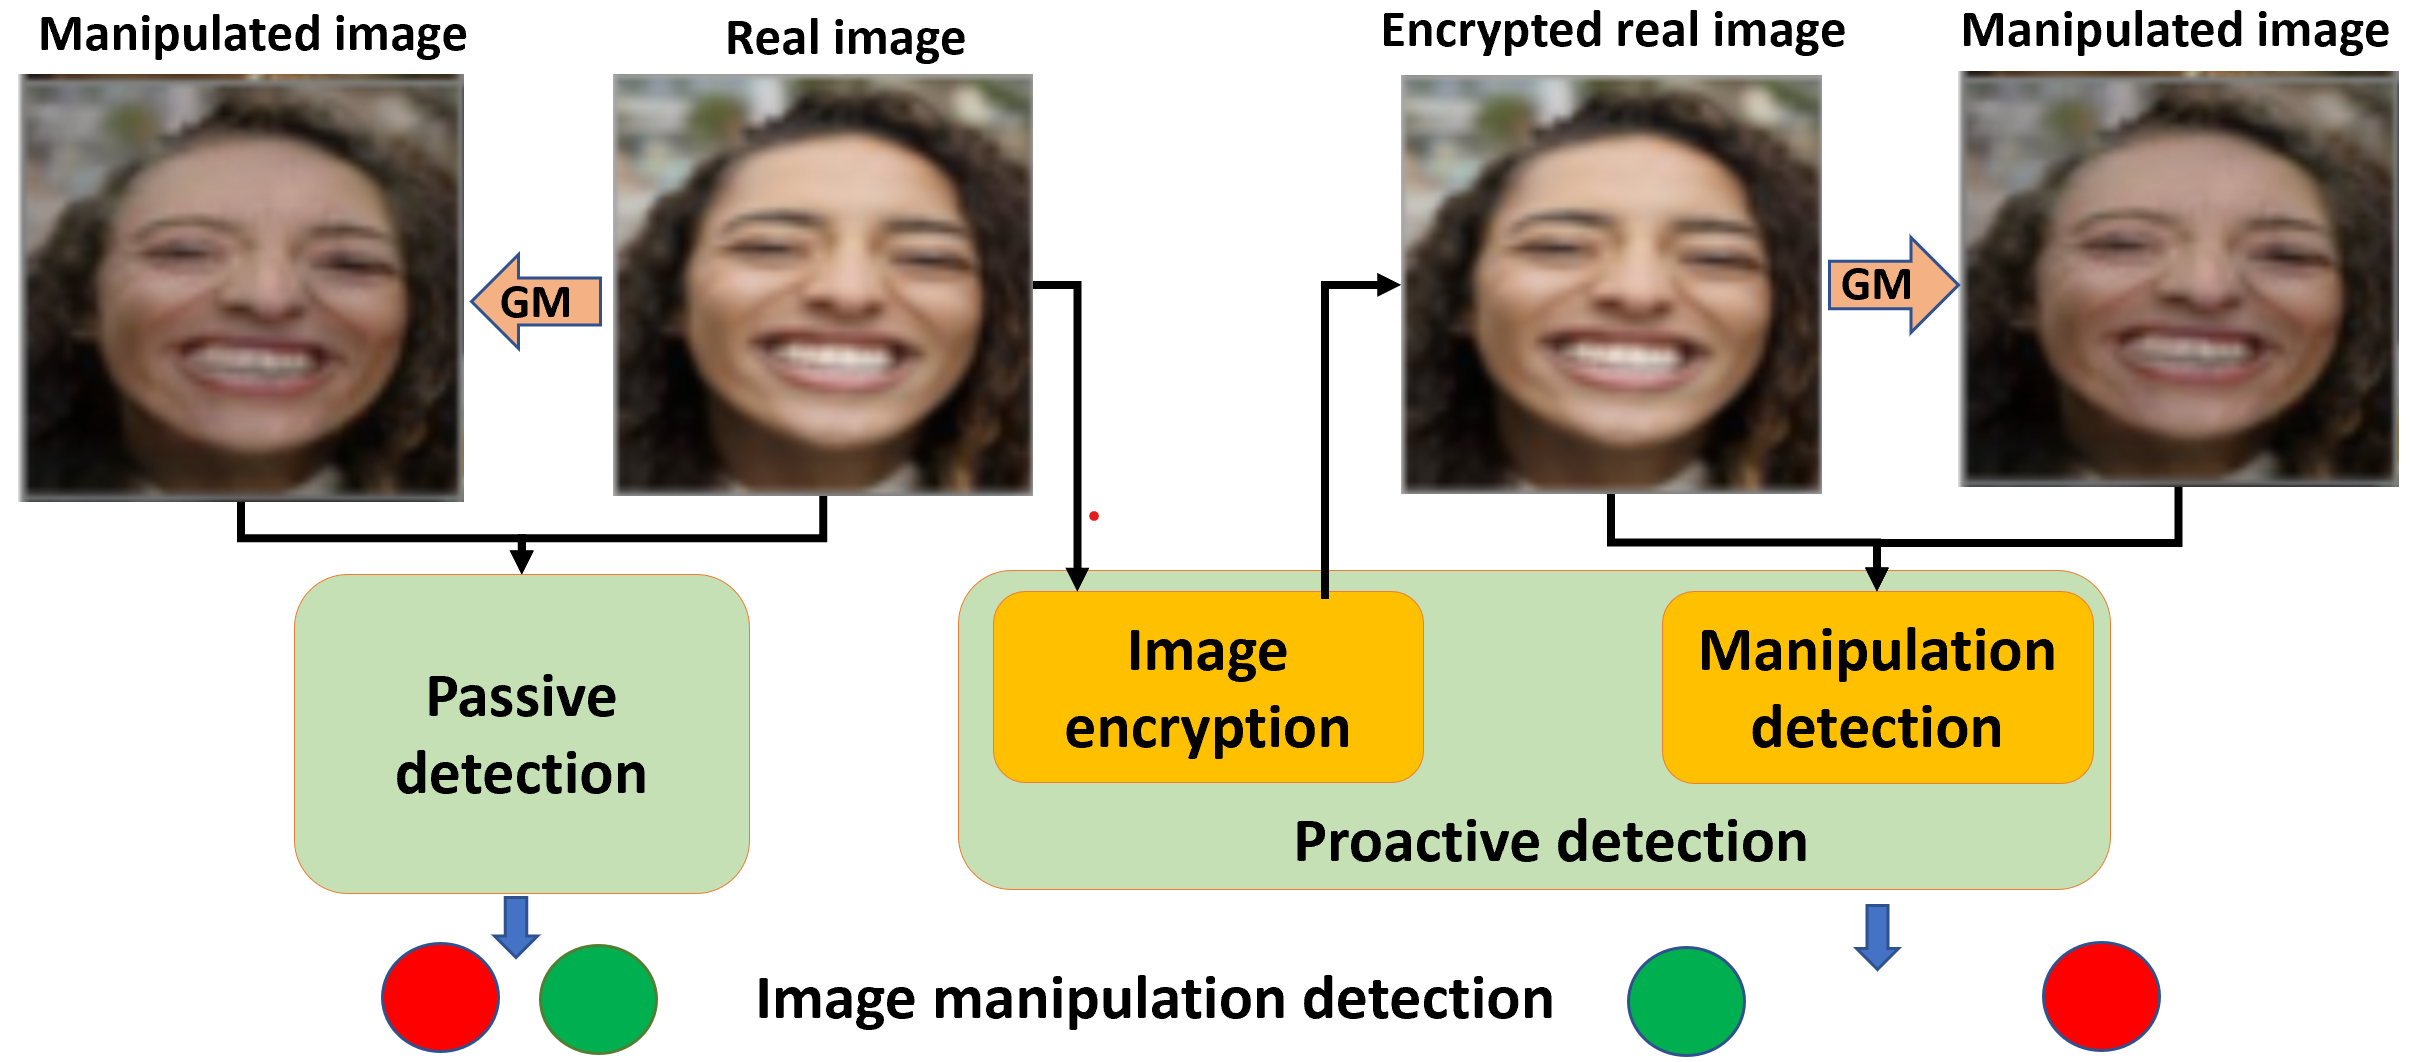 Manipulated image
Real image
Encrypted real image
Manipulated image
GM
GM
Passive
detection
Image
encryption
Manipulation
detection
Proactive detection
Image manipulation detection